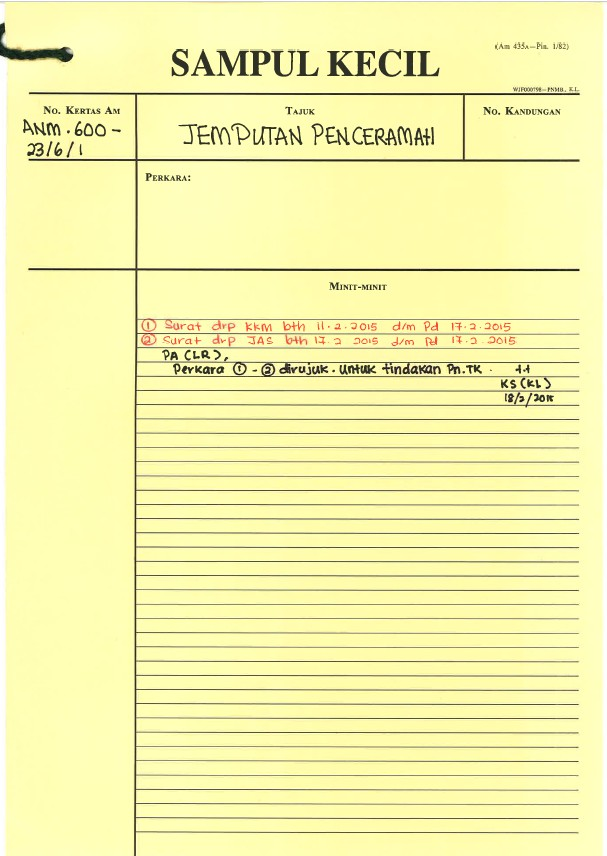 (Am 435A—Pin. 1/82)
SAMPUL KECIL
WJF000798—PNMB., K.L.
NO. KERTAS AM
TAJUK
NO. KANDUNGAN
ANM.600-
23/6/1
JEMPUTAN PENCERAMAH
PERKARA:
MINIT-MINIT
① Surat drp KKM bth 11.2.2015 d/m Pd 17.2.2015
② Surat drp JAS bth 17.2 2015 d/m Pd 17.2.2015
PA (LR),
Perkara ① - ② dirujuk. Untuk tindakan Pn.TK.
KS (KL)
18/2/2015